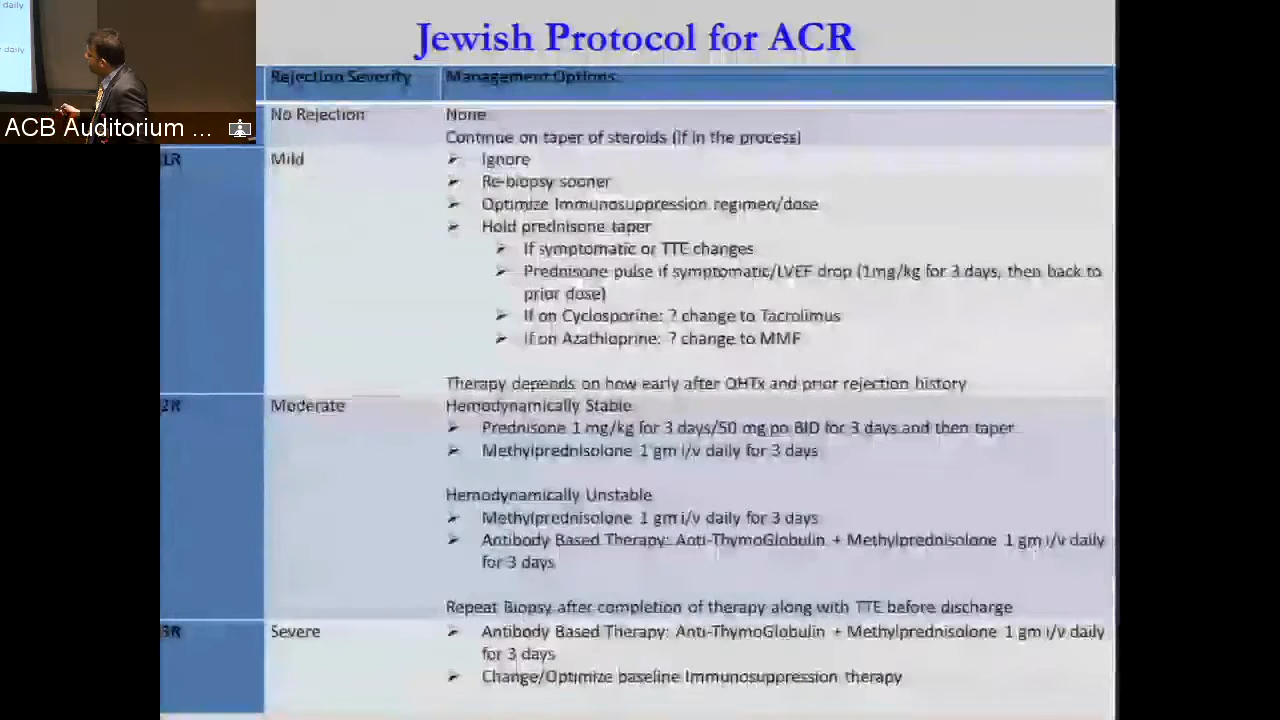 daily
daily
ACB Auditorium ...
Jewish Protocol for ACR
Rejection Severity Management Options
No Rejection None
Continue on taper of steroids (if in the process)
1R Mild ➤ Ignore
➤ Re-biopsy sooner
➤ Optimize Immunosuppression regimen/dose
➤ Hold prednisone taper
➤ If symptomatic or TTE changes
➤ Prednisone pulse if symptomatic/LVEF drop (1mg/kg for 3 days, then back to
prior dose)
➤ If on Cyclosporine: ? change to Tacrolimus
➤ If on Azathioprine: ? change to MMF
Therapy depends on how early after OHTx and prior rejection history
2R Moderate Hemodynamically Stable
➤ Prednisone 1 mg/kg for 3 days/50 mg po BID for 3 days and then taper
➤ Methylprednisolone 1 gm i/v daily for 3 days
Hemodynamically Unstable
➤ Methylprednisolone 1 gm i/v daily for 3 days
➤ Antibody Based Therapy: Anti-ThymoGlobulin + Methylprednisolone 1 gm i/v daily
for 3 days
Repeat Biopsy after completion of therapy along with TTE before discharge
3R Severe ➤ Antibody Based Therapy: Anti-ThymoGlobulin + Methylprednisolone 1 gm i/v daily
for 3 days
➤ Change/Optimize baseline Immunosuppression therapy